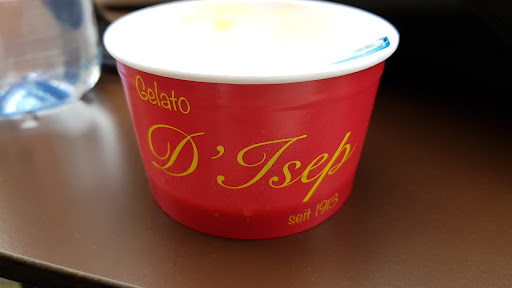 Gelato
D'Isep
seit 1913